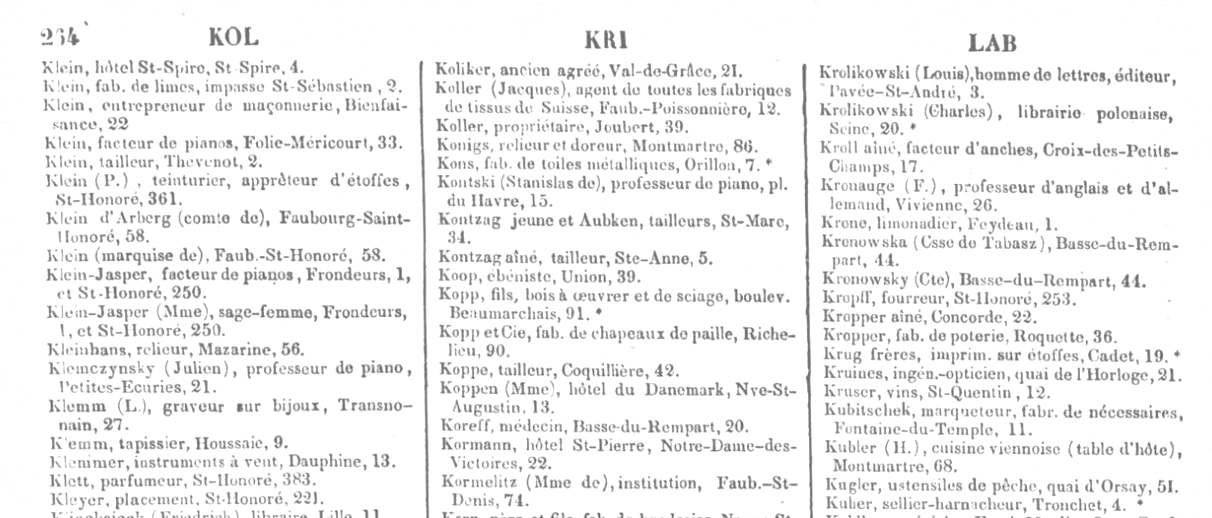 264
KOL
Klein, hôtel St-Spire, St-Spire, 4.
Klein, fab. de limes, impasse St-Sébastien, 2.
Klein, entrepreneur de maçonnerie, Bienfai-
sance, 22
Klein, facteur de pianos, Folie-Méricourt, 33.
Klein, tailleur, Thevenot, 2.
Klein (P.), teinturier, apprêteur d'étoffes,
St-Honoré, 361.
Klein d'Arberg (comte de), Faubourg-Saint-
Honoré, 58.
Klein (marquise de), Faub.-St-Honoré, 58.
Klein-Jasper, facteur de pianos, Frondeurs, 1,
et St-Honoré, 250.
Klein-Jasper (Mme), sage-femme, Frondeurs,
1, et St-Honoré, 250.
Kleinhans, relieur, Mazarine, 56.
Klemczynsky (Julien), professeur de piano,
Petites-Ecuries, 21.
Klemm (L.), graveur sur bijoux, Transno-
nain, 27.
Klemm, tapissier, Houssaie, 9.
Klemmer, instruments à vent, Dauphine, 13.
Klett, parfumeur, St-Honoré, 383.
Kleyer, placement, St-Honoré, 221.
Klincksieck (Friedrich), libraire, Lille, 11.
KRI
Koliker, ancien agréé, Val-de-Grâce, 21.
Koller (Jacques), agent de toutes les fabriques
de tissus de Suisse, Faub.-Poissonnière, 12.
Koller, propriétaire, Joubert, 39.
Konigs, relieur et doreur, Montmartre, 86.
Kons, fab. de toiles métalliques, Orillon, 7. *
Kontski (Stanislas de), professeur de piano, pl.
du Havre, 15.
Kontzag jeune et Aubken, tailleurs, St-Marc,
34.
Kontzag aîné, tailleur, Ste-Anne, 5.
Koop, ébéniste, Union, 39.
Kopp, fils, bois à œuvrer et de sciage, boulev.
Beaumarchais, 91. *
Kopp et Cie, fab. de chapeaux de paille, Riche-
lieu, 90.
Koppe, tailleur, Coquillière, 42.
Koppen (Mme), hôtel du Danemark, Nve-St-
Augustin, 13.
Koreff, médecin, Basse-du-Rempart, 20.
Kormann, hôtel St-Pierre, Notre-Dame-des-
Victoires, 22.
Kormelitz (Mme de), institution, Faub.-St-
Denis, 74.
LAB
Krolikowski (Louis), homme de lettres, éditeur,
Pavée-St-André, 3.
Krolikowski (Charles), librairie polonaise,
Seine, 20. *
Kroll aîné, facteur d'anches, Croix-des-Petits-
Champs, 17.
Kronauge (F.), professeur d'anglais et d'al-
lemand, Vivienne, 26.
Krone, limonadier, Feydeau, 1.
Kronowska (Csse de Tabasz), Basse-du-Rem-
part, 44.
Kronowsky (Cte), Basse-du-Rempart, 44.
Kropff, fourreur, St-Honoré, 253.
Kropper aîné, Concorde, 22.
Kropper, fab. de poterie, Roquette, 36.
Krug frères, imprim. sur étoffes, Cadet, 19. *
Kruines, ingén.-opticien, quai de l'Horloge, 21.
Kruser, vins, St-Quentin, 12.
Kubitschek, marqueteur, fabr. de nécessaires,
Fontaine-du-Temple, 11.
Kubler (H.), cuisine viennoise (table d'hôte),
Montmartre, 68.
Kugler, ustensiles de pêche, quai d'Orsay, 51.
Kuher, sellier-harnacheur, Tronchet, 4. *